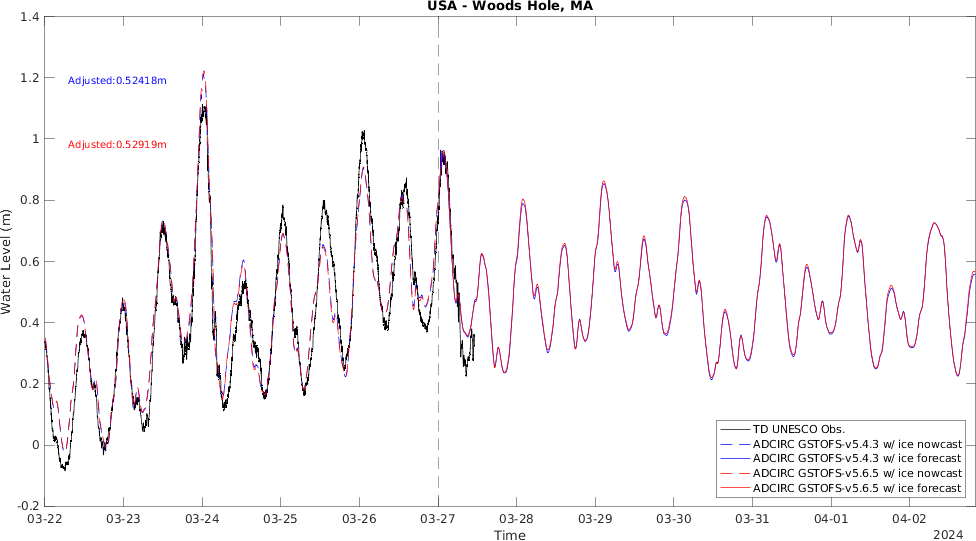 USA - Woods Hole, MA
1.4
1.2
1
0.8
0.6
0.4
0.2
0
-0.2
Water Level (m)
Adjusted:0.52418m
Adjusted:0.52919m
TD UNESCO Obs.
ADCIRC GSTOFS-v5.4.3 w/ ice nowcast
ADCIRC GSTOFS-v5.4.3 w/ ice forecast
ADCIRC GSTOFS-v5.6.5 w/ ice nowcast
ADCIRC GSTOFS-v5.6.5 w/ ice forecast
03-22 03-23 03-24 03-25 03-26 03-27 03-28 03-29 03-30 03-31 04-01 04-02
Time
2024